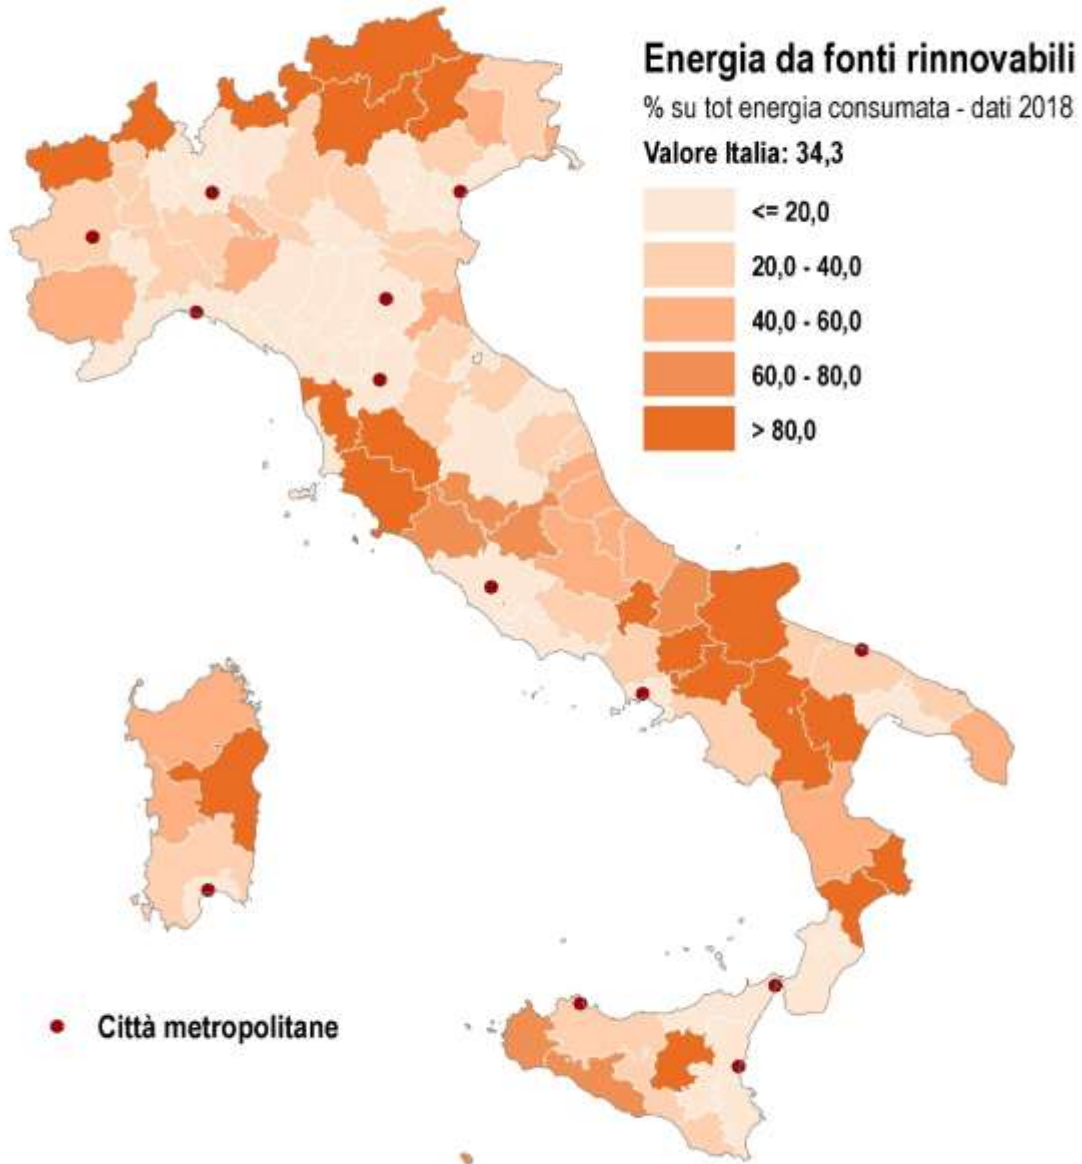 Energia da fonti rinnovabili
% su tot energia consumata - dati 2018
Valore Italia: 34,3
<= 20,0
20,0 - 40,0
40,0 - 60,0
60,0 - 80,0
> 80,0
Città metropolitane